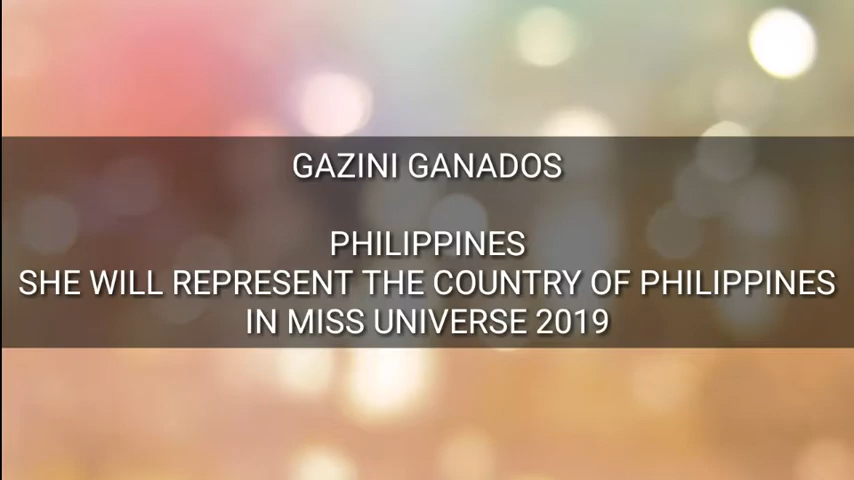 GAZINI GANADOS
PHILIPPINES
SHE WILL REPRESENT THE COUNTRY OF PHILIPPINES
IN MISS UNIVERSE 2019